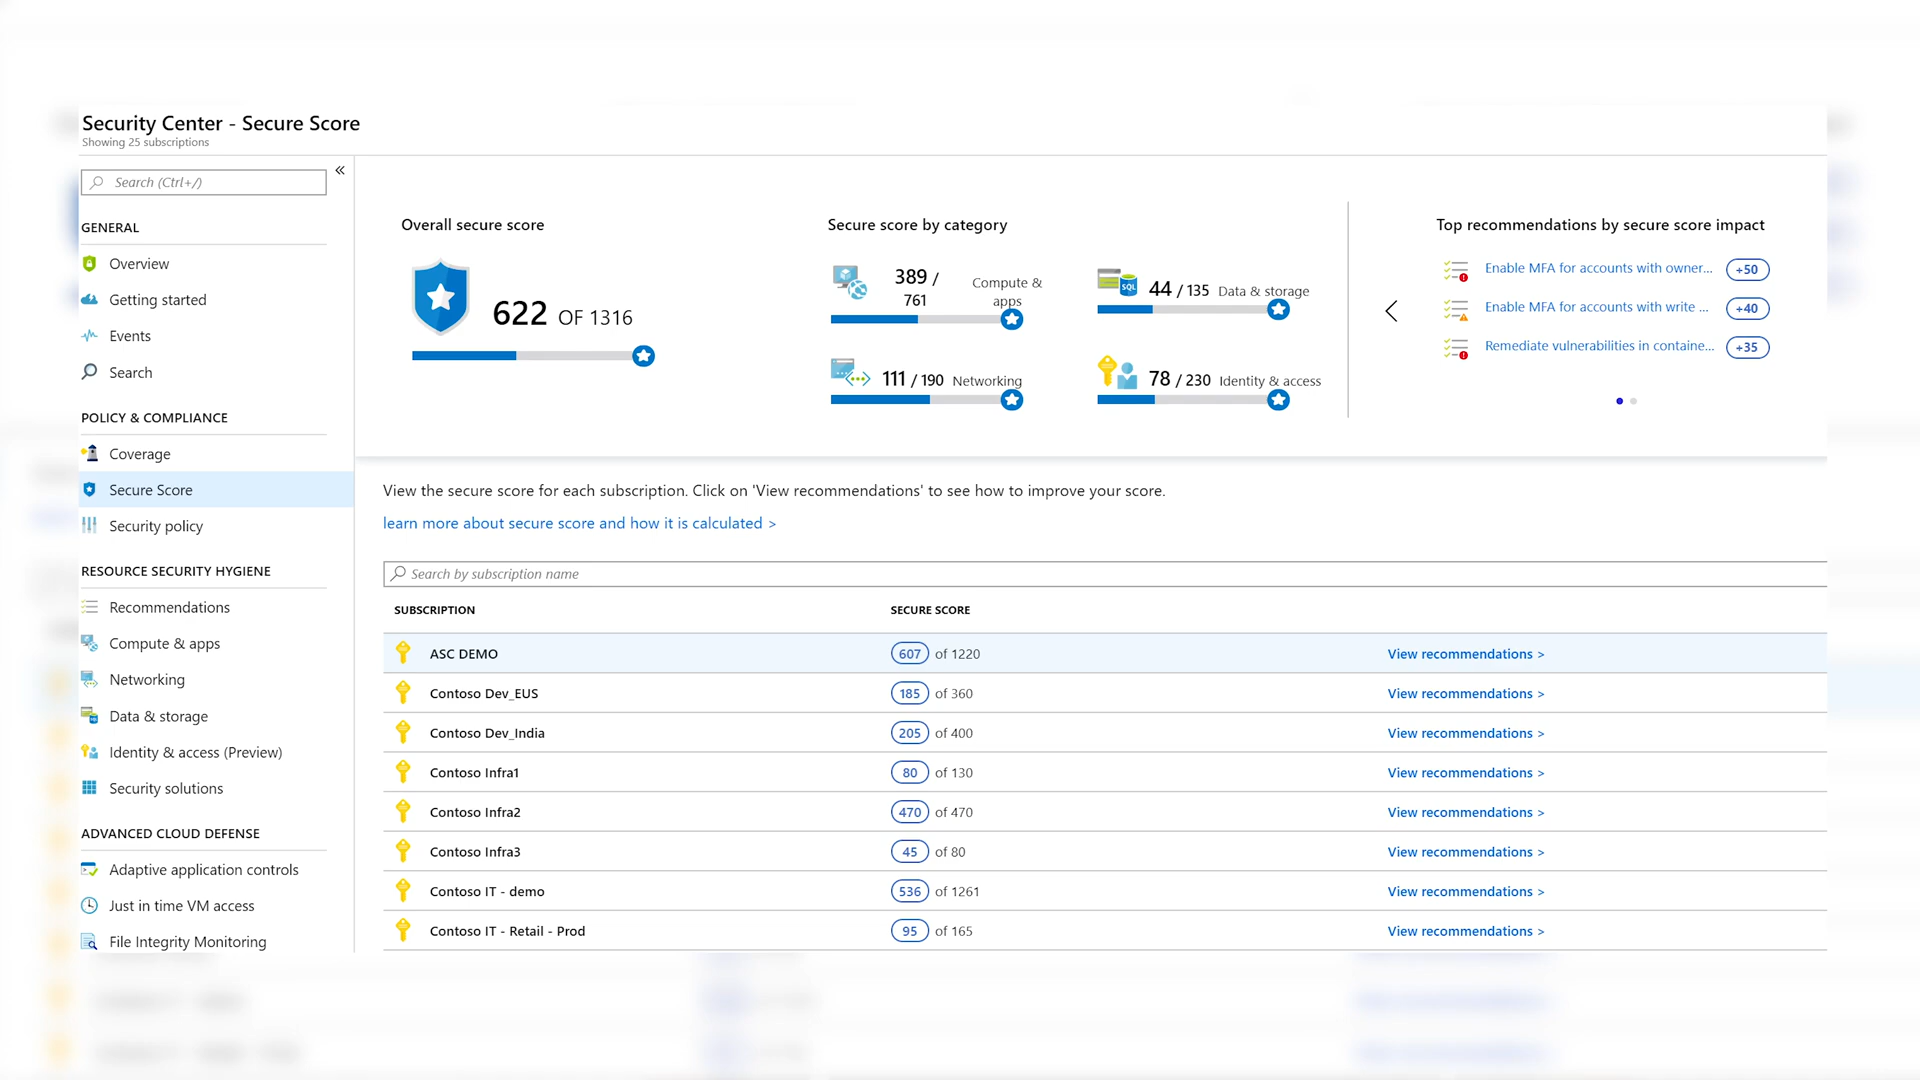 Security Center - Secure Score
Showing 25 subscriptions
Search (Ctrl+/)
«
GENERAL
Overview
Getting started
Events
Search
POLICY & COMPLIANCE
Coverage
Secure Score
Security policy
RESOURCE SECURITY HYGIENE
Recommendations
Compute & apps
Networking
Data & storage
Identity & access (Preview)
Security solutions
ADVANCED CLOUD DEFENSE
Adaptive application controls
Just in time VM access
File Integrity Monitoring
Overall secure score
622 OF 1316
Secure score by category
389 /
761
Compute &
apps
SQL
44 / 135 Data & storage
111 / 190 Networking
78 / 230 Identity & access
Top recommendations by secure score impact
Enable MFA for accounts with owner... +50
Enable MFA for accounts with write ... +40
Remediate vulnerabilities in containe... +35
View the secure score for each subscription. Click on 'View recommendations' to see how to improve your score.
learn more about secure score and how it is calculated >
Search by subscription name
SUBSCRIPTION SECURE SCORE
ASC DEMO 607 of 1220 View recommendations >
Contoso Dev_EUS 185 of 360 View recommendations >
Contoso Dev_India 205 of 400 View recommendations >
Contoso Infra1 80 of 130 View recommendations >
Contoso Infra2 470 of 470 View recommendations >
Contoso Infra3 45 of 80 View recommendations >
Contoso IT - demo 536 of 1261 View recommendations >
Contoso IT - Retail - Prod 95 of 165 View recommendations >